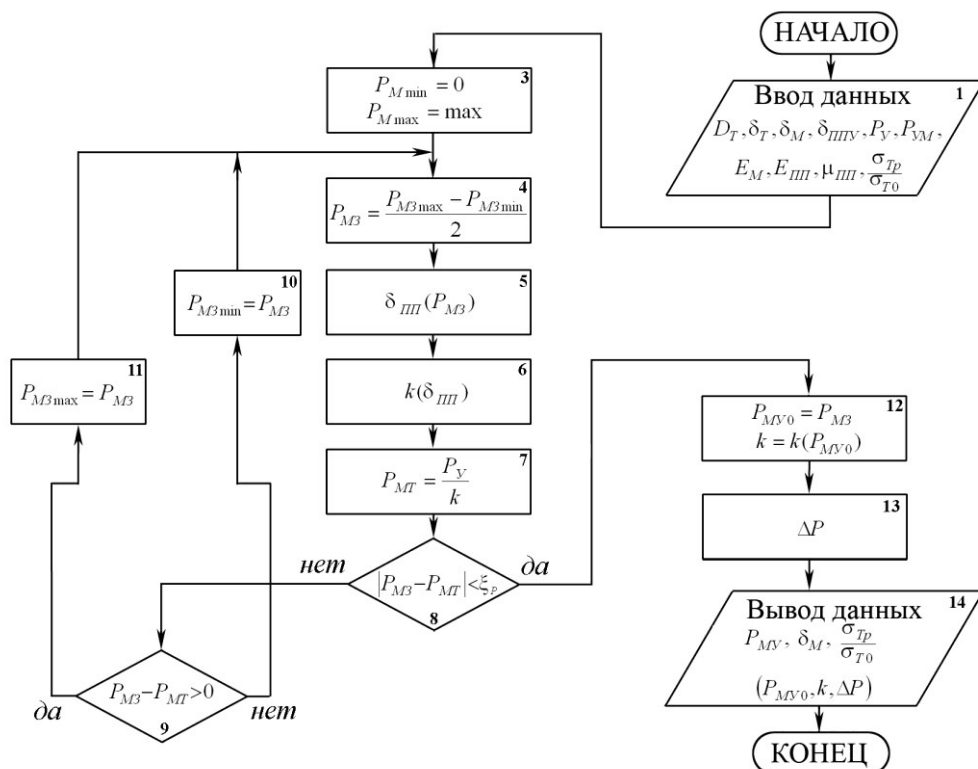 НАЧАЛО
1
Ввод данных
D_T, δ_T, δ_M, δ_ППУ, P_У, P_УМ,
E_M, E_ПП, μ_ПП, σ_Tp/σ_T0
3
P_M min = 0
P_M max = max
4
P_МЗ = (P_МЗ max − P_МЗ min)/2
5
δ_ПП(P_МЗ)
6
k(δ_ПП)
7
P_МТ = P_У/k
нет
да
|P_МЗ − P_МТ| < ξ_P
8
P_МЗ − P_МТ > 0
да
нет
9
10
P_МЗ min = P_МЗ
11
P_МЗ max = P_МЗ
12
P_МУ0 = P_МЗ
k = k(P_МУ0)
13
ΔP
14
Вывод данных
P_МУ, δ_М, σ_Tp/σ_T0
(P_МУ0, k, ΔP)
КОНЕЦ